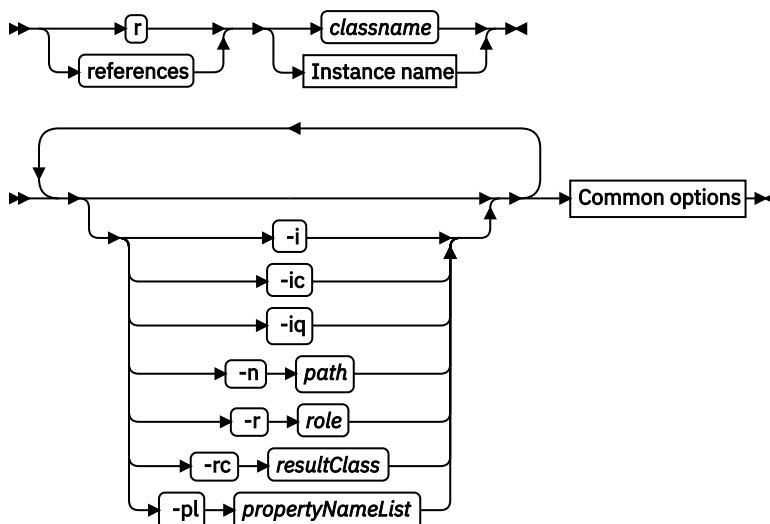 r
classname
references
Instance name
Common options
-i
-ic
-iq
-n path
-r role
-rc resultClass
-pl propertyNameList